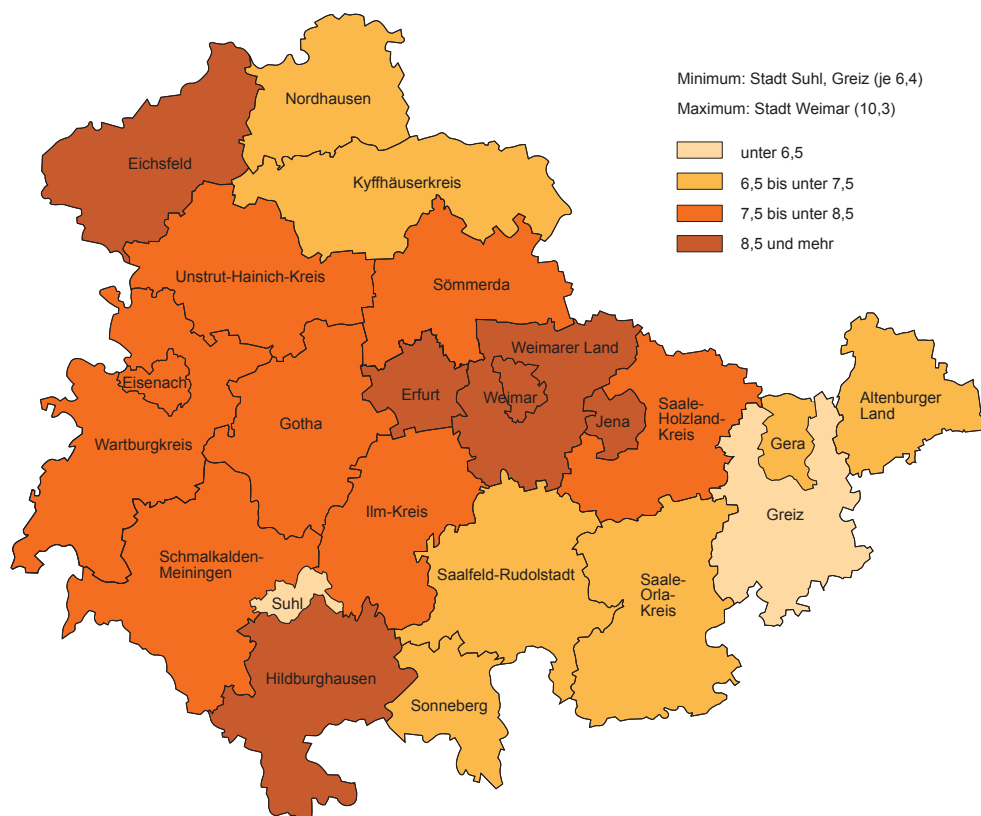 Minimum: Stadt Suhl, Greiz (je 6,4)
Maximum: Stadt Weimar (10,3)
unter 6,5
6,5 bis unter 7,5
7,5 bis unter 8,5
8,5 und mehr
Nordhausen
Eichsfeld
Kyffhäuserkreis
Unstrut-Hainich-Kreis
Sömmerda
Weimarer Land
Eisenach
Erfurt
Weimar
Jena
Saale-
Holzland-
Kreis
Altenburger
Land
Wartburgkreis
Gotha
Gera
Ilm-Kreis
Greiz
Schmalkalden-
Meiningen
Saalfeld-Rudolstadt
Saale-
Orla-
Kreis
Suhl
Hildburghausen
Sonneberg